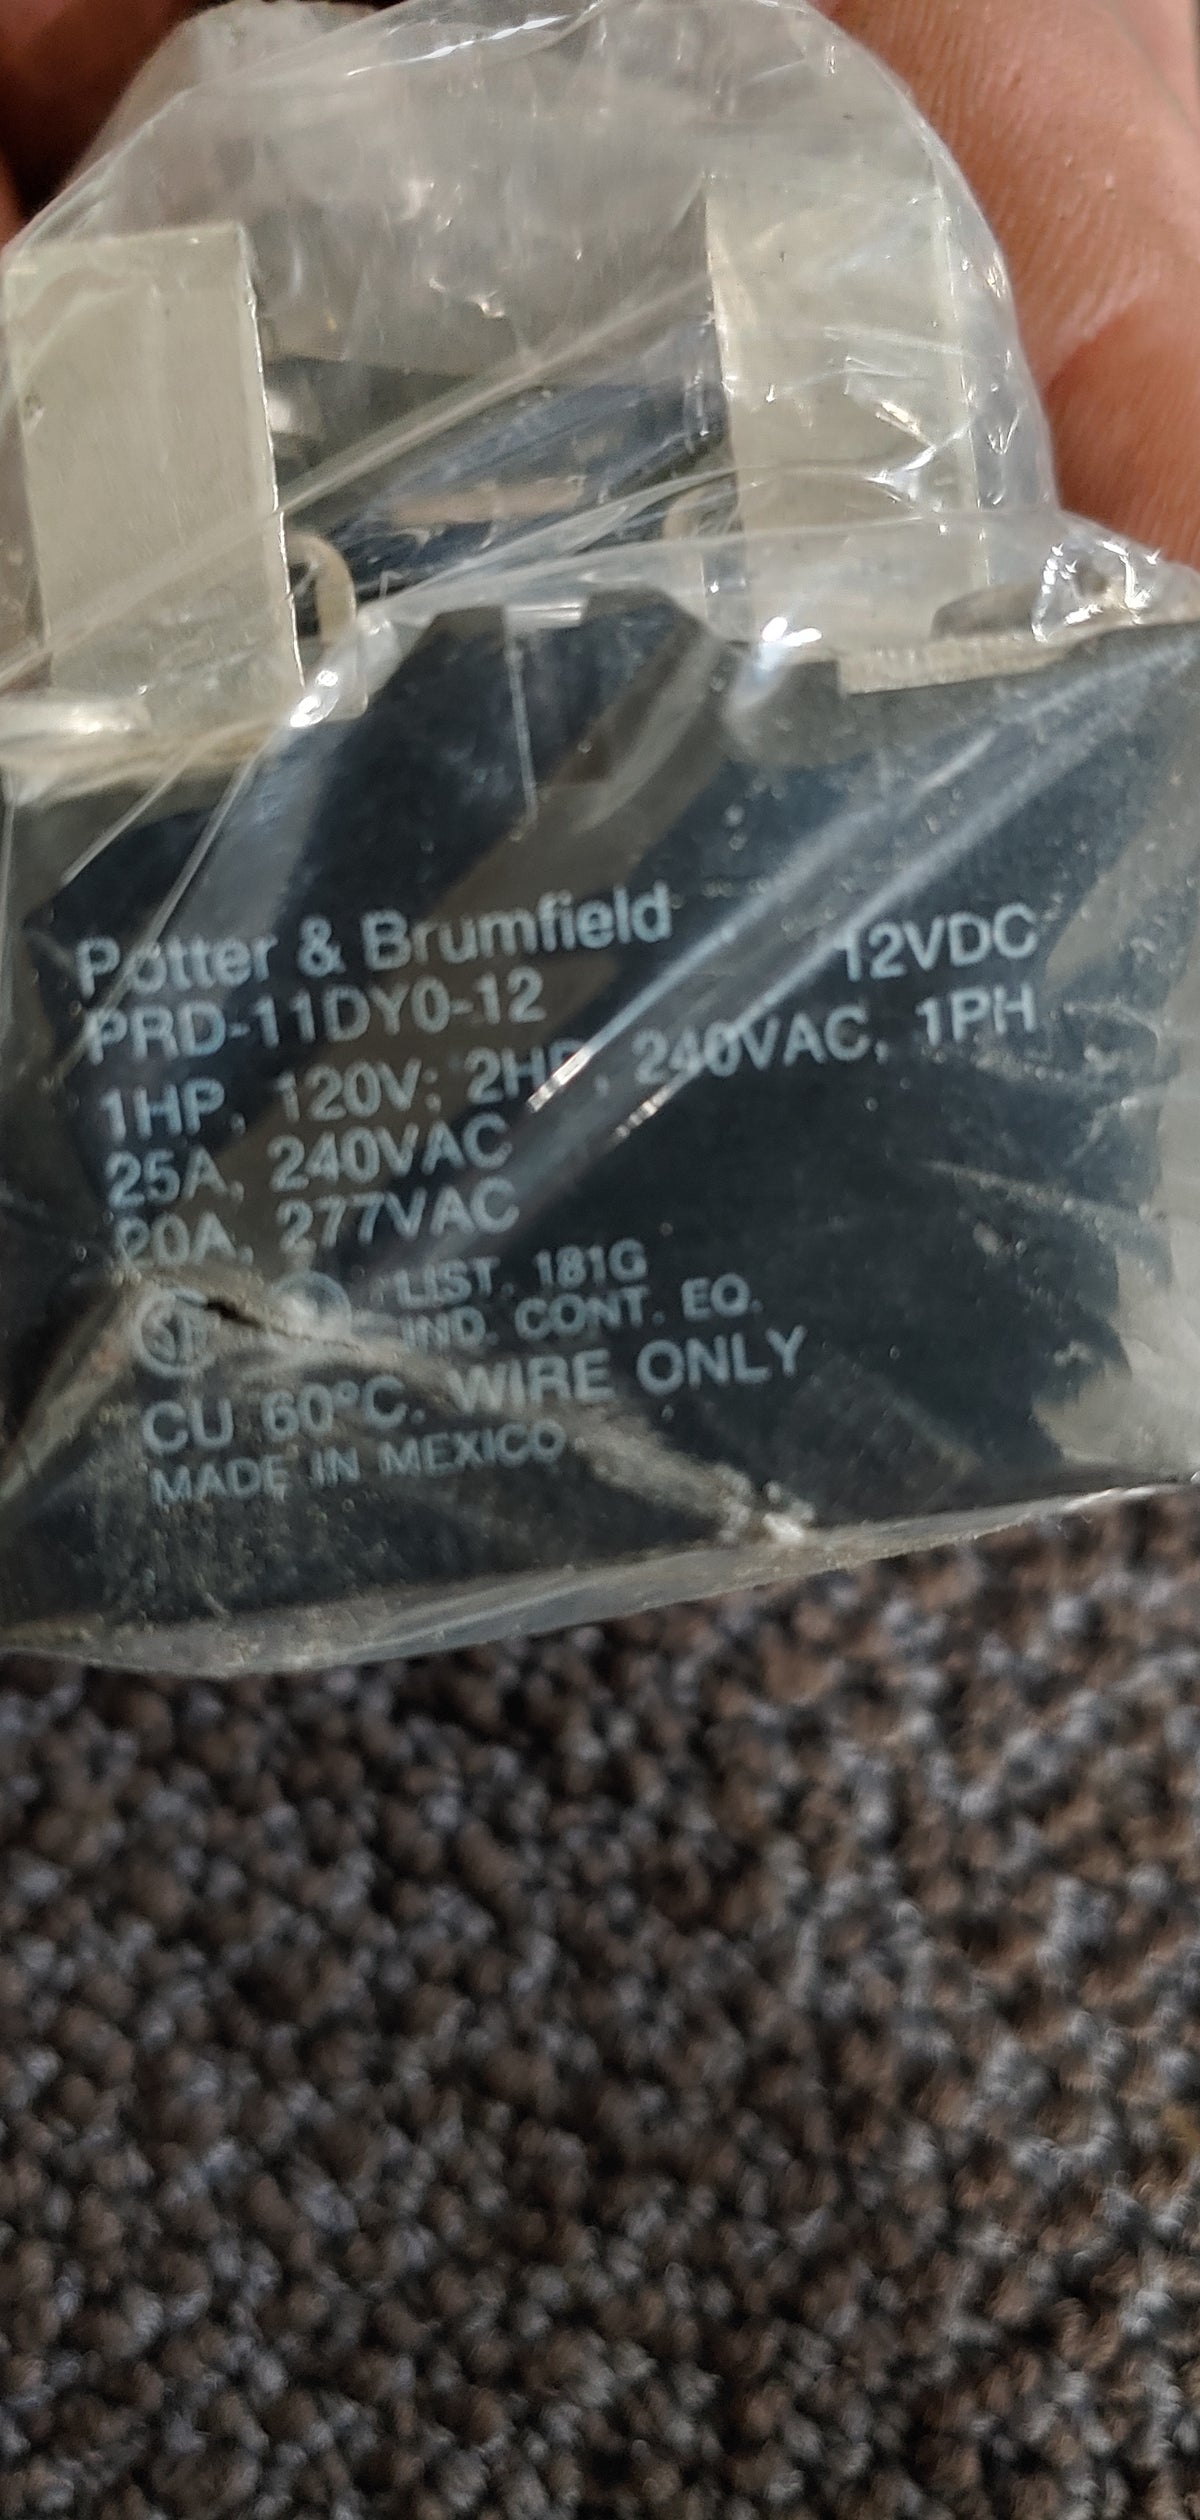 Potter & Brumfield
PRD-11DY0-12 12VDC
1HP, 120V; 2HP, 240VAC, 1PH
25A, 240VAC
20A, 277VAC
LIST. 181G
IND. CONT. EQ.
CU 60°C. WIRE ONLY
MADE IN MEXICO